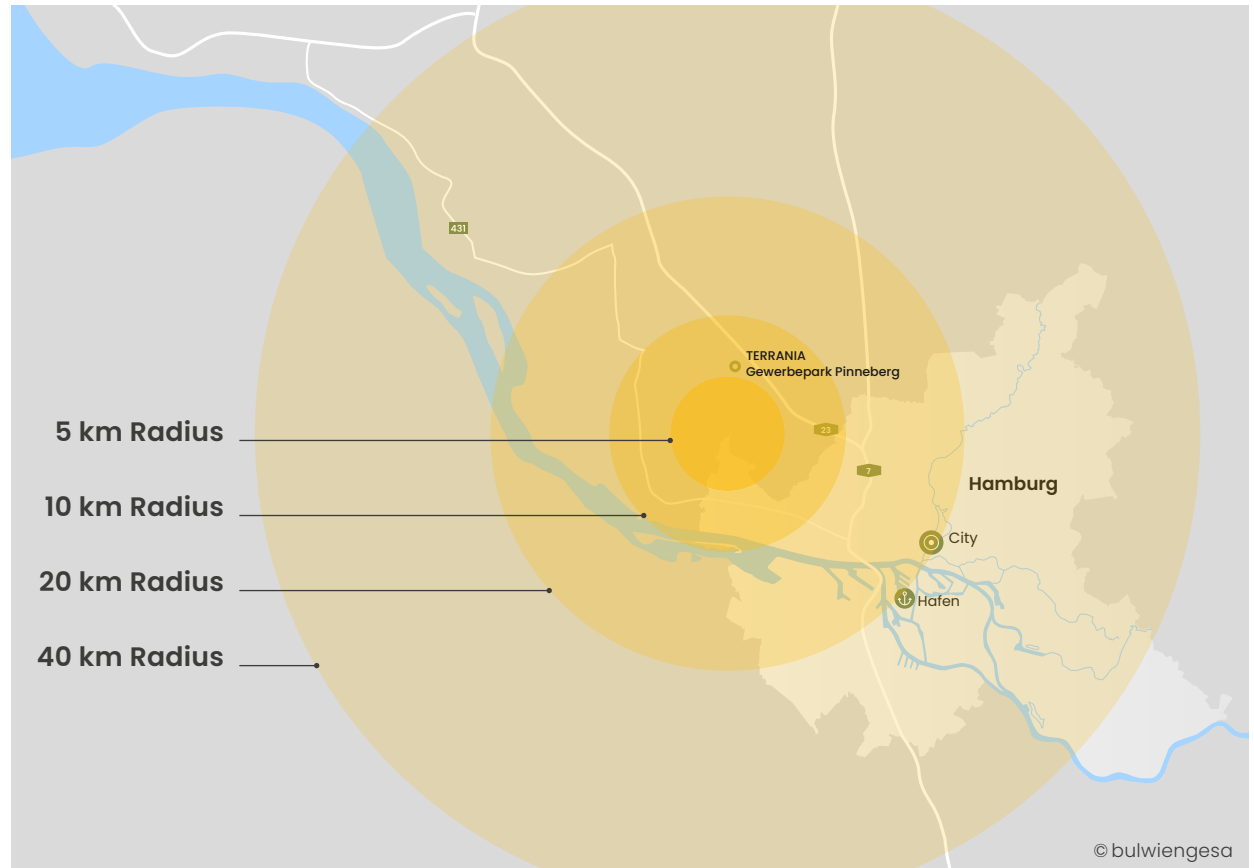 431
TERRANIA
Gewerbepark Pinneberg
5 km Radius
23
7
Hamburg
10 km Radius
City
20 km Radius
Hafen
40 km Radius
© bulwiengesa